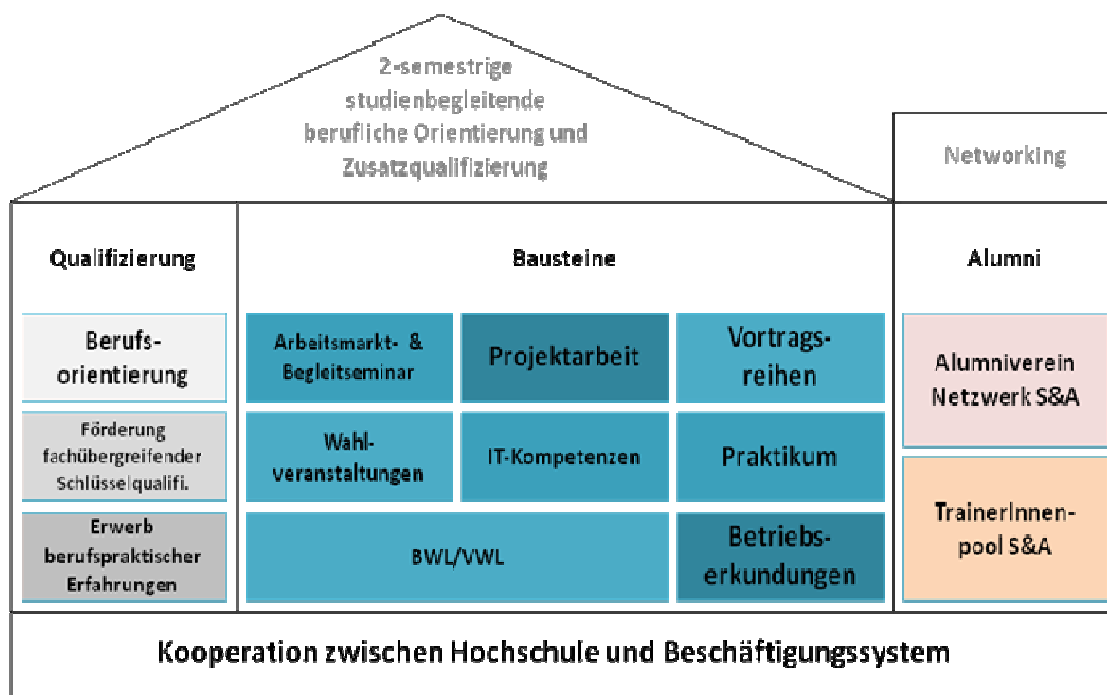 2-semestrige
studienbegleitende
berufliche Orientierung und
Zusatzqualifizierung
Networking
Qualifizierung
Berufs-
orientierung
Förderung
fachübergreifender
Schlüsselqualifi.
Erwerb
berufspraktischer
Erfahrungen
Bausteine
Arbeitsmarkt- &
Begleitseminar
Projektarbeit
Vortrags-
reihen
Wahl-
veranstaltungen
IT-Kompetenzen
Praktikum
BWL/VWL
Betriebs-
erkundungen
Alumni
Alumniverein
Netzwerk S&A
TrainerInnen-
pool S&A
Kooperation zwischen Hochschule und Beschäftigungssystem